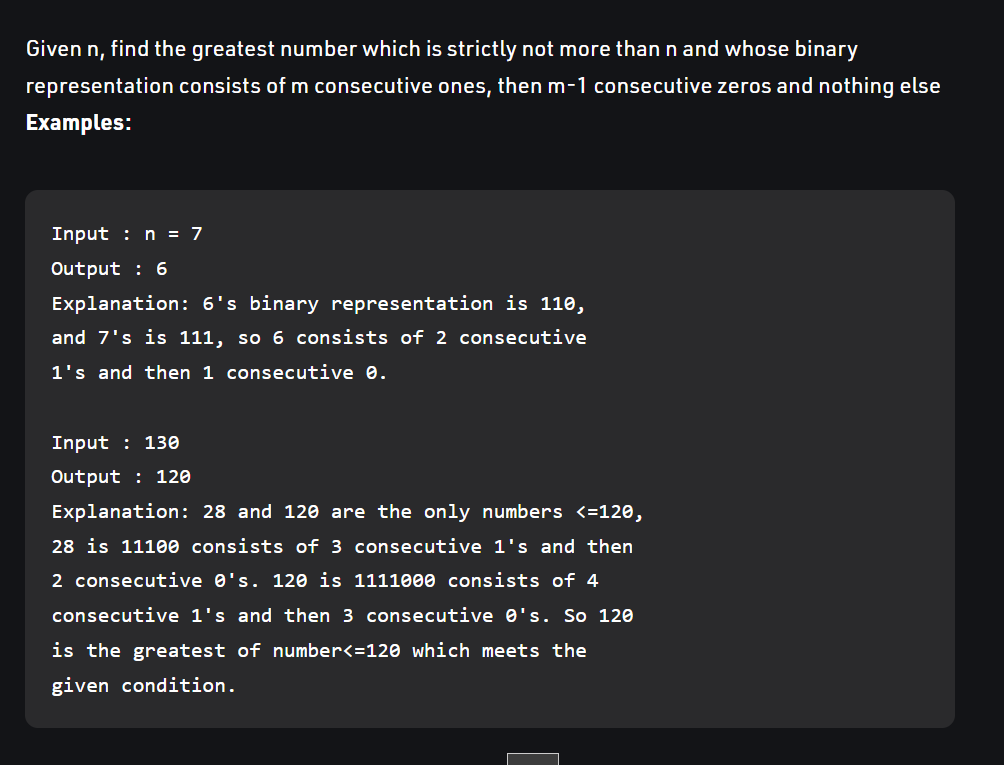 Given n, find the greatest number which is strictly not more than n and whose binary
representation consists of m consecutive ones, then m-1 consecutive zeros and nothing else
Examples:
Input : n = 7
Output : 6
Explanation: 6's binary representation is 110,
and 7's is 111, so 6 consists of 2 consecutive
1's and then 1 consecutive 0.
Input : 130
Output : 120
Explanation: 28 and 120 are the only numbers <=120,
28 is 11100 consists of 3 consecutive 1's and then
2 consecutive 0's. 120 is 1111000 consists of 4
consecutive 1's and then 3 consecutive 0's. So 120
is the greatest of number<=120 which meets the
given condition.